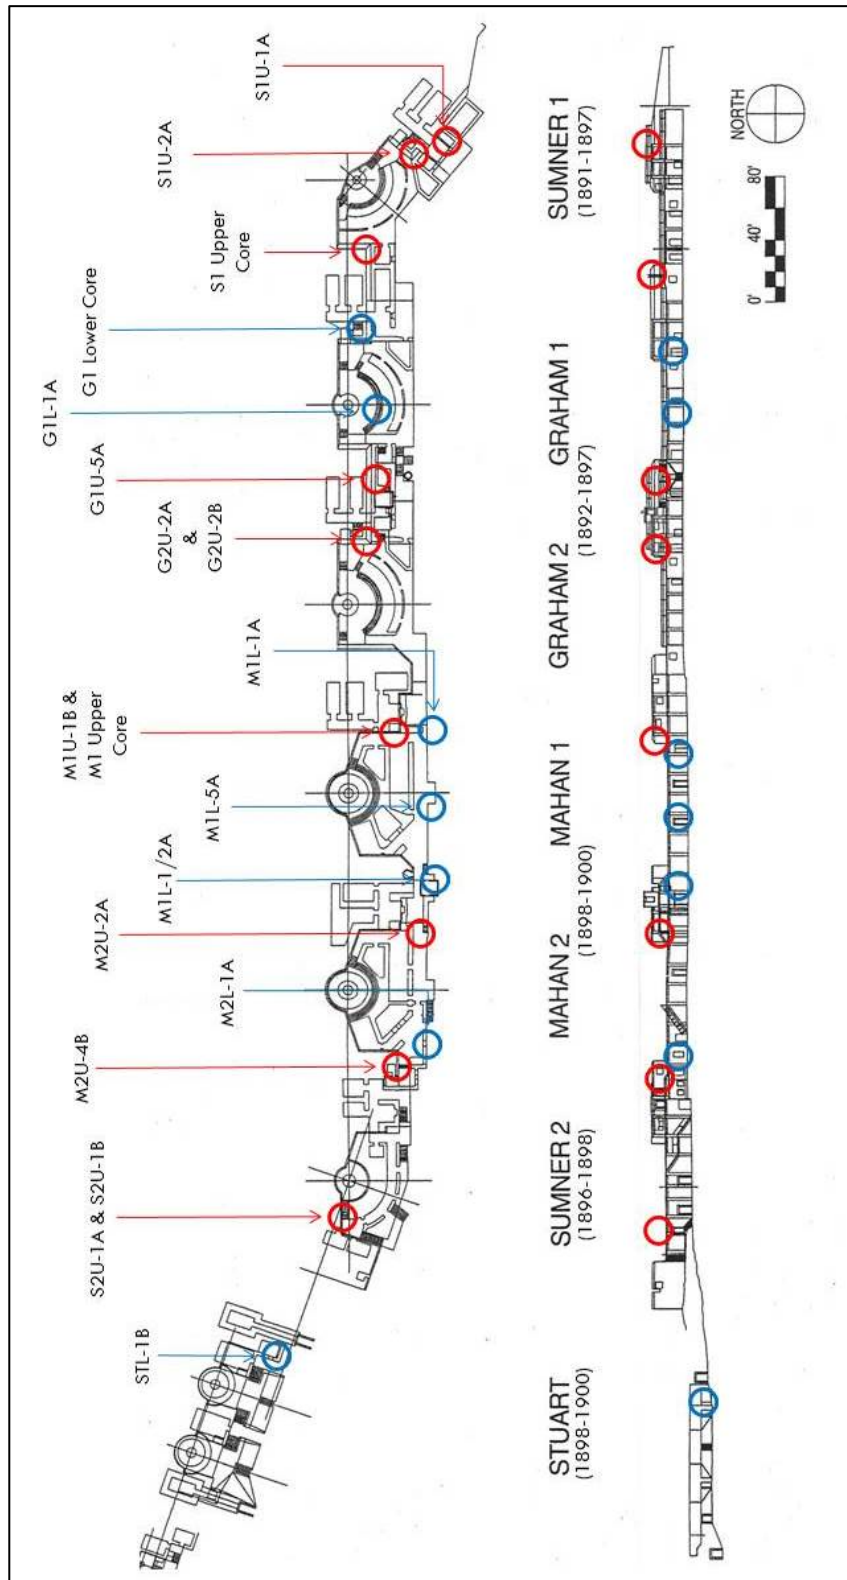 S1U-1A
S1U-2A
S1 Upper
Core
G1 Lower Core
G1L-1A
G1U-5A
G2U-2A
&
G2U-2B
M1L-1A
M1U-1B &
M1 Upper
Core
M1L-5A
M1L-1/2A
M2U-2A
M2L-1A
M2U-4B
S2U-1A & S2U-1B
STL-1B
SUMNER 1
(1891-1897)
GRAHAM 1
(1892-1897)
GRAHAM 2
MAHAN 1
(1898-1900)
MAHAN 2
SUMNER 2
(1896-1898)
STUART
(1898-1900)
NORTH
0' 40' 80'